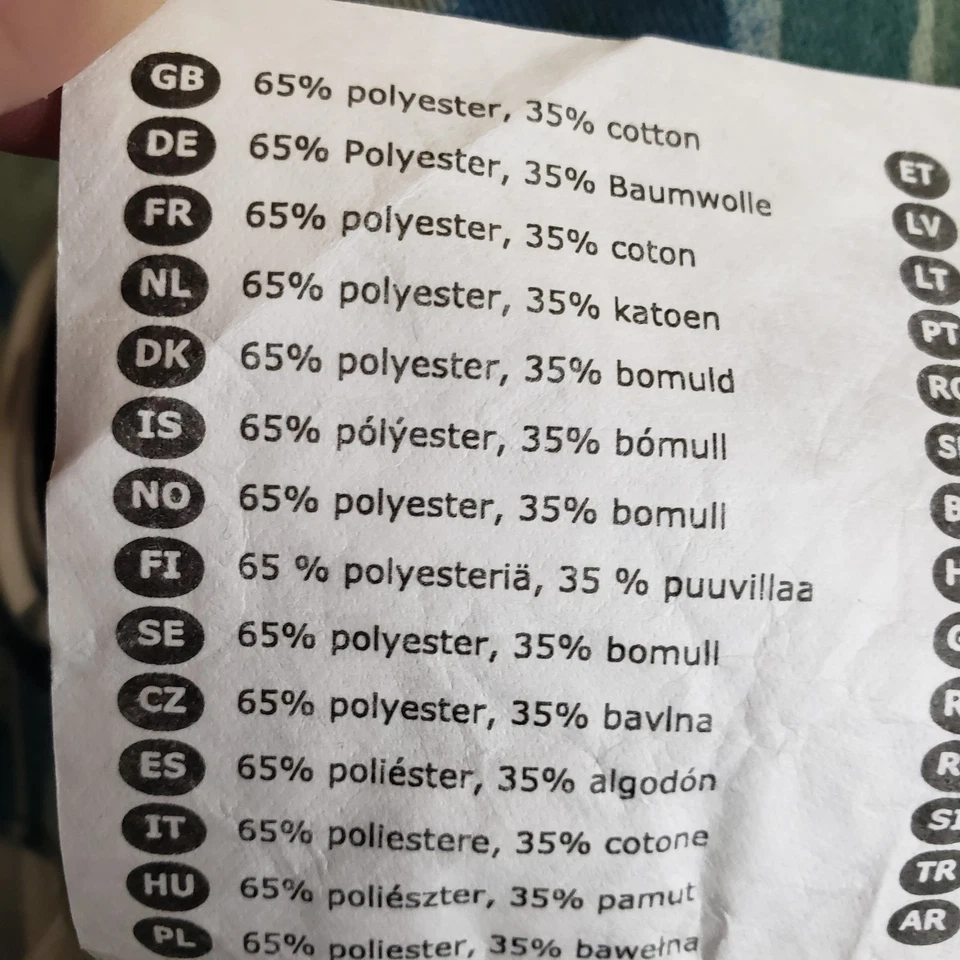 GB 65% polyester, 35% cotton
DE 65% Polyester, 35% Baumwolle
FR 65% polyester, 35% coton
NL 65% polyester, 35% katoen
DK 65% polyester, 35% bomuld
IS 65% pólýester, 35% bómull
NO 65% polyester, 35% bomull
FI 65 % polyesteriä, 35 % puuvillaa
SE 65% polyester, 35% bomull
CZ 65% polyester, 35% bavlna
ES 65% poliéster, 35% algodón
IT 65% poliestere, 35% cotone
HU 65% poliészter, 35% pamut
PL 65% poliester, 35% bawełna
ET
LV
LT
PT
TR
AR